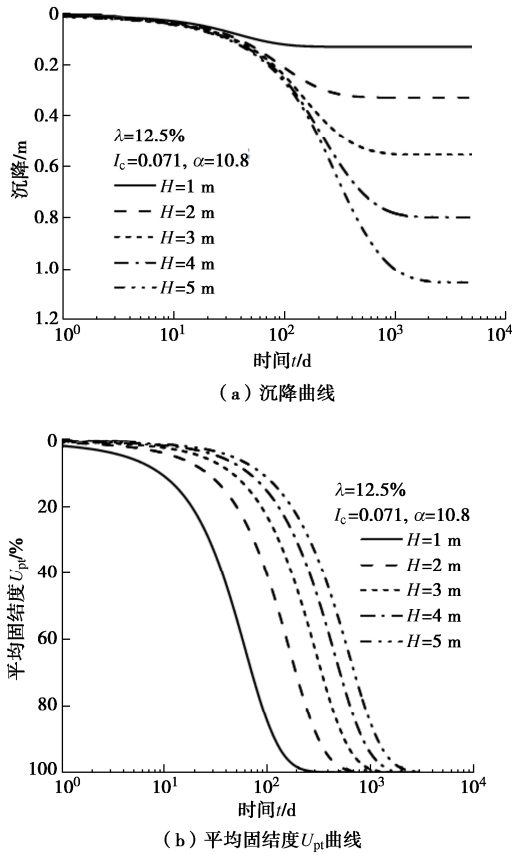 0
0.2
0.4
0.6
0.8
1.0
1.2
沉降/m
λ=12.5%
I_c=0.071, α=10.8
H=1 m
H=2 m
H=3 m
H=4 m
H=5 m
10^0 10^1 10^2 10^3 10^4
时间t/d
（a）沉降曲线
0
20
40
60
80
100
平均固结度U_pt/%
λ=12.5%
I_c=0.071, α=10.8
H=1 m
H=2 m
H=3 m
H=4 m
H=5 m
10^0 10^1 10^2 10^3 10^4
时间t/d
（b）平均固结度U_pt曲线